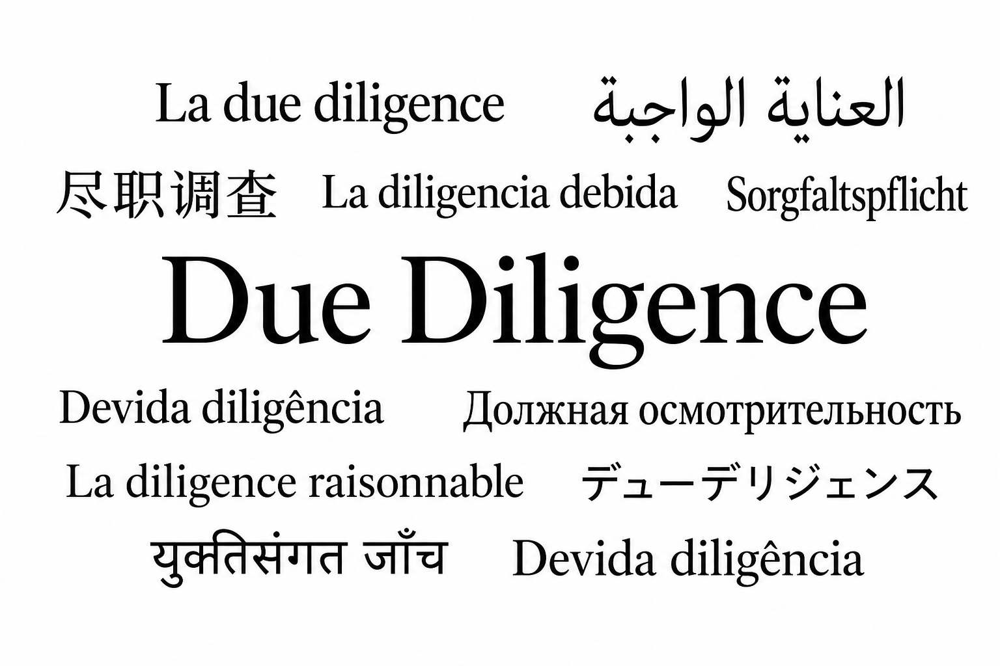 La due diligence العناية الواجبة
尽职调查 La diligencia debida Sorgfaltspflicht
Due Diligence
Devida diligência Должная осмотрительность
La diligence raisonnable デューデリジェンス
युक्तिसंगत जाँच Devida diligência